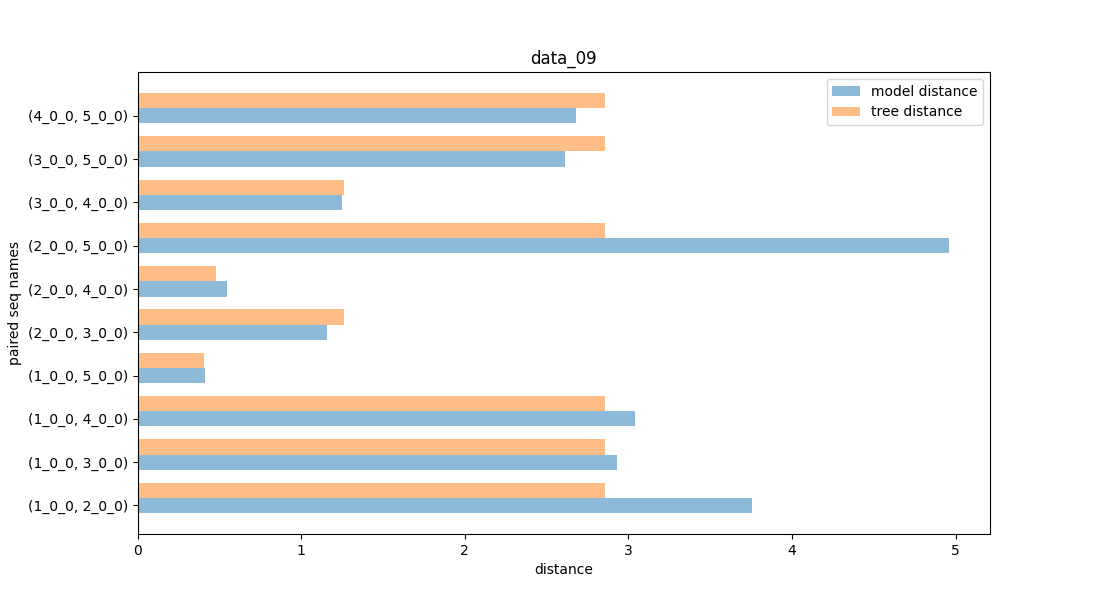 data_09
model distance
tree distance
(4_0_0, 5_0_0)
(3_0_0, 5_0_0)
(3_0_0, 4_0_0)
(2_0_0, 5_0_0)
(2_0_0, 4_0_0)
(2_0_0, 3_0_0)
(1_0_0, 5_0_0)
(1_0_0, 4_0_0)
(1_0_0, 3_0_0)
(1_0_0, 2_0_0)
paired seq names
0 1 2 3 4 5
distance